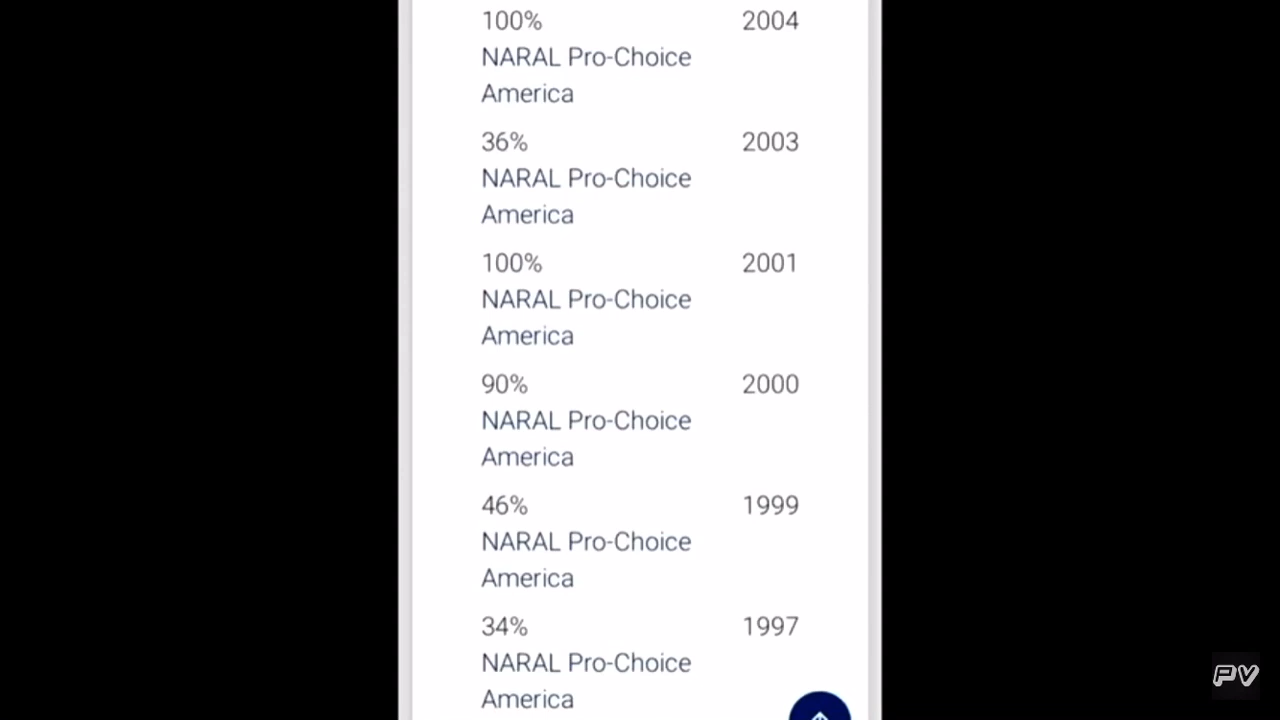 100% 2004
NARAL Pro-Choice
America
36% 2003
NARAL Pro-Choice
America
100% 2001
NARAL Pro-Choice
America
90% 2000
NARAL Pro-Choice
America
46% 1999
NARAL Pro-Choice
America
34% 1997
NARAL Pro-Choice
America
PV